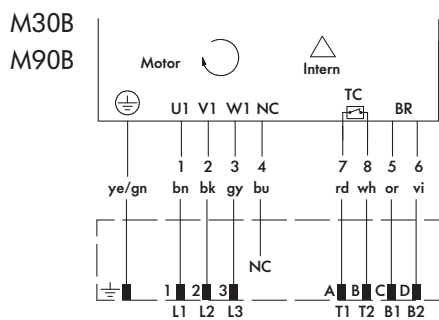 M30B
M90B
Motor
Intern
TC
U1 V1 W1 NC
BR
1 2 3 4 7 8 5 6
ye/gn bn bk gy bu rd wh or vi
NC
1 2 3 A B C D
L1 L2 L3 T1 T2 B1 B2